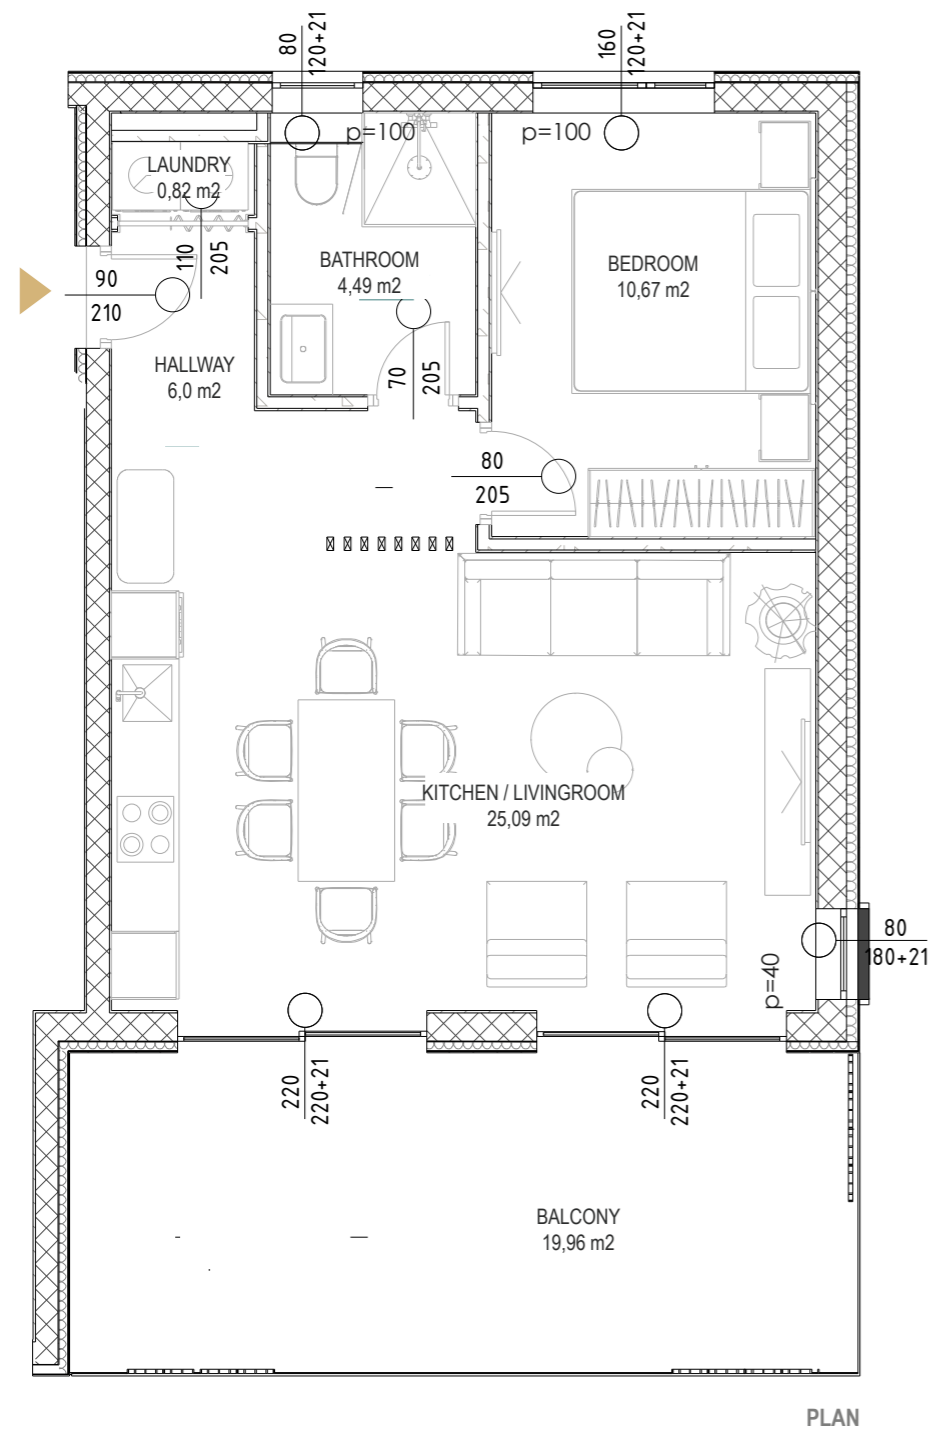 80
120+21
160
120+21
p=100
p=100
LAUNDRY
0,82 m2
110
205
90
210
BATHROOM
4,49 m2
BEDROOM
10,67 m2
HALLWAY
6,0 m2
70
205
80
205
KITCHEN / LIVINGROOM
25,09 m2
80
180+21
p=40
220
220+21
220
220+21
BALCONY
19,96 m2
PLAN